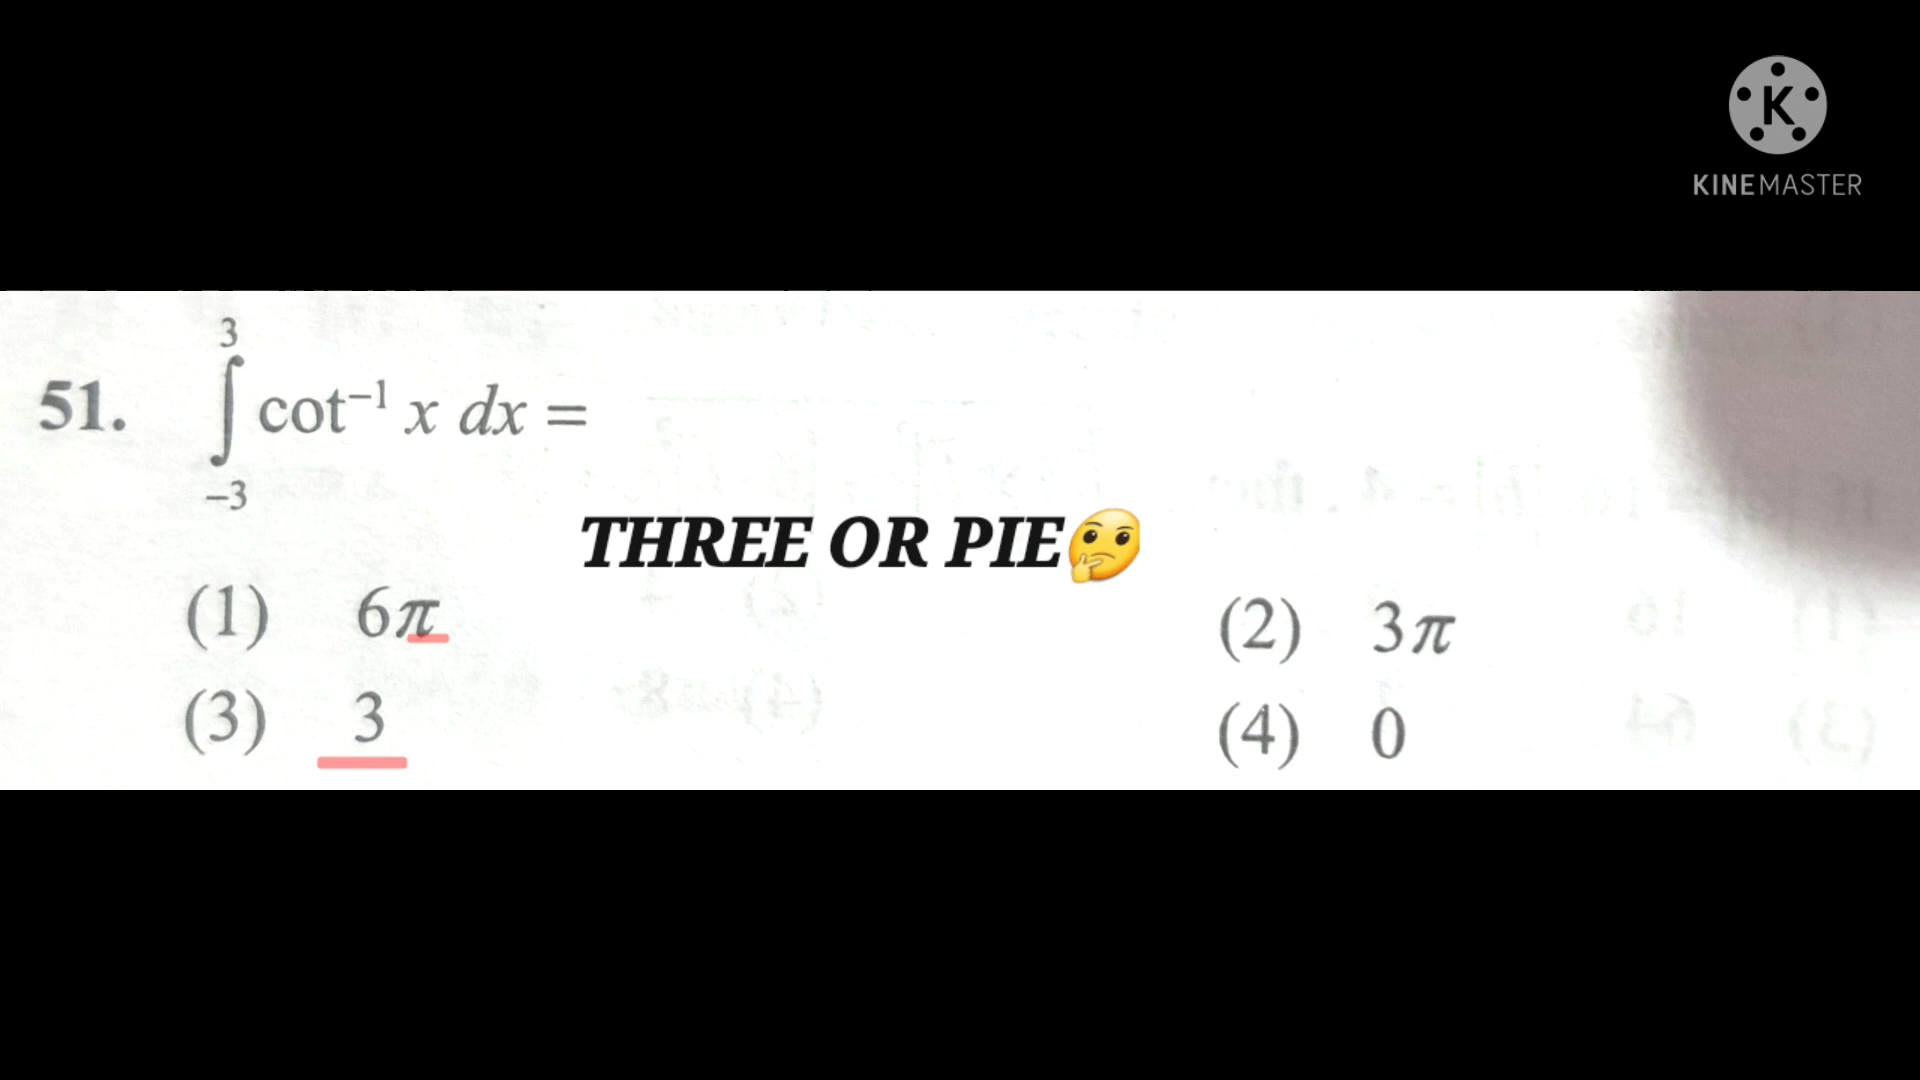 K
KINEMASTER
3
51. ∫ cot⁻¹ x dx =
–3
THREE OR PIE🤔
(1) 6π (2) 3π
(3) 3 (4) 0